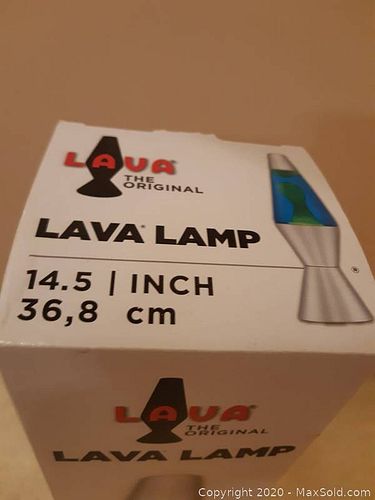 LAVA®
THE
ORIGINAL
LAVA® LAMP
14.5 | INCH
36,8 cm
®
LAVA®
THE
ORIGINAL
LAVA LAMP
Copyright © 2020 - MaxSold.com